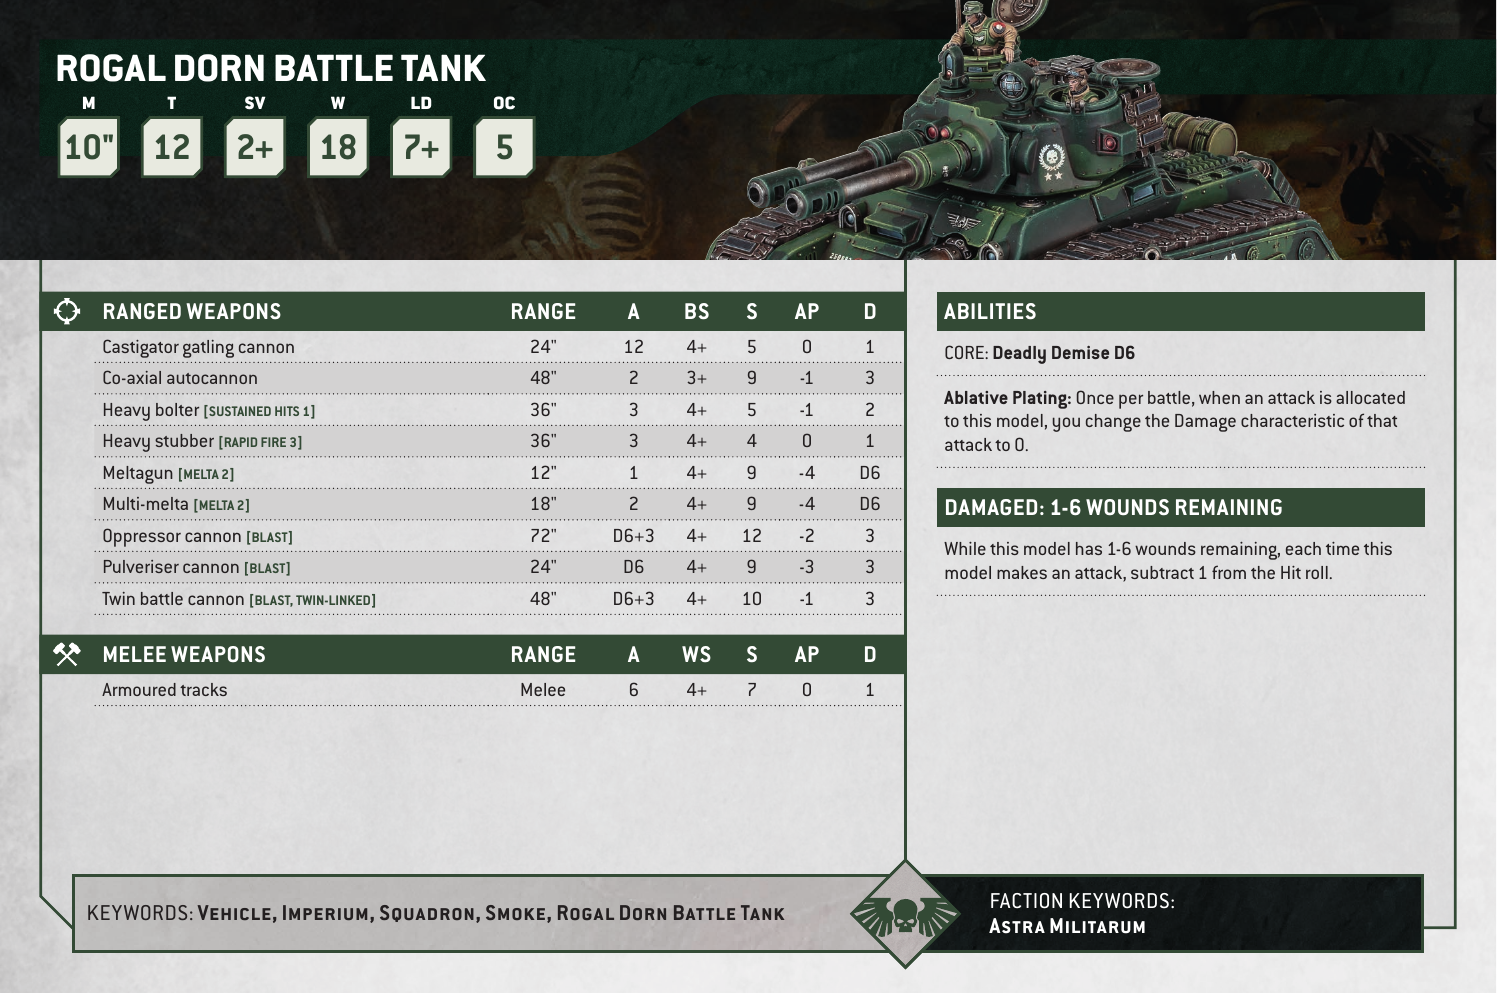 ROGAL DORN BATTLE TANK
M T SV W LD OC
10" 12 2+ 18 7+ 5
RANGED WEAPONS RANGE A BS S AP D
Castigator gatling cannon 24" 12 4+ 5 0 1
Co-axial autocannon 48" 2 3+ 9 -1 3
Heavy bolter [SUSTAINED HITS 1] 36" 3 4+ 5 -1 2
Heavy stubber [RAPID FIRE 3] 36" 3 4+ 4 0 1
Meltagun [MELTA 2] 12" 1 4+ 9 -4 D6
Multi-melta [MELTA 2] 18" 2 4+ 9 -4 D6
Oppressor cannon [BLAST] 72" D6+3 4+ 12 -2 3
Pulveriser cannon [BLAST] 24" D6 4+ 9 -3 3
Twin battle cannon [BLAST, TWIN-LINKED] 48" D6+3 4+ 10 -1 3
MELEE WEAPONS RANGE A WS S AP D
Armoured tracks Melee 6 4+ 7 0 1
ABILITIES
CORE: Deadly Demise D6
Ablative Plating: Once per battle, when an attack is allocated
to this model, you change the Damage characteristic of that
attack to 0.
DAMAGED: 1-6 WOUNDS REMAINING
While this model has 1-6 wounds remaining, each time this
model makes an attack, subtract 1 from the Hit roll.
KEYWORDS: VEHICLE, IMPERIUM, SQUADRON, SMOKE, ROGAL DORN BATTLE TANK
FACTION KEYWORDS:
ASTRA MILITARUM